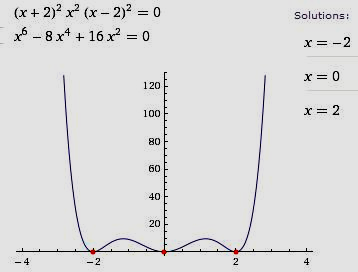 (x + 2)² x² (x − 2)² = 0
x⁶ − 8 x⁴ + 16 x² = 0
Solutions:
x = −2
x = 0
x = 2
120
100
80
60
40
20
−4 −2 2 4